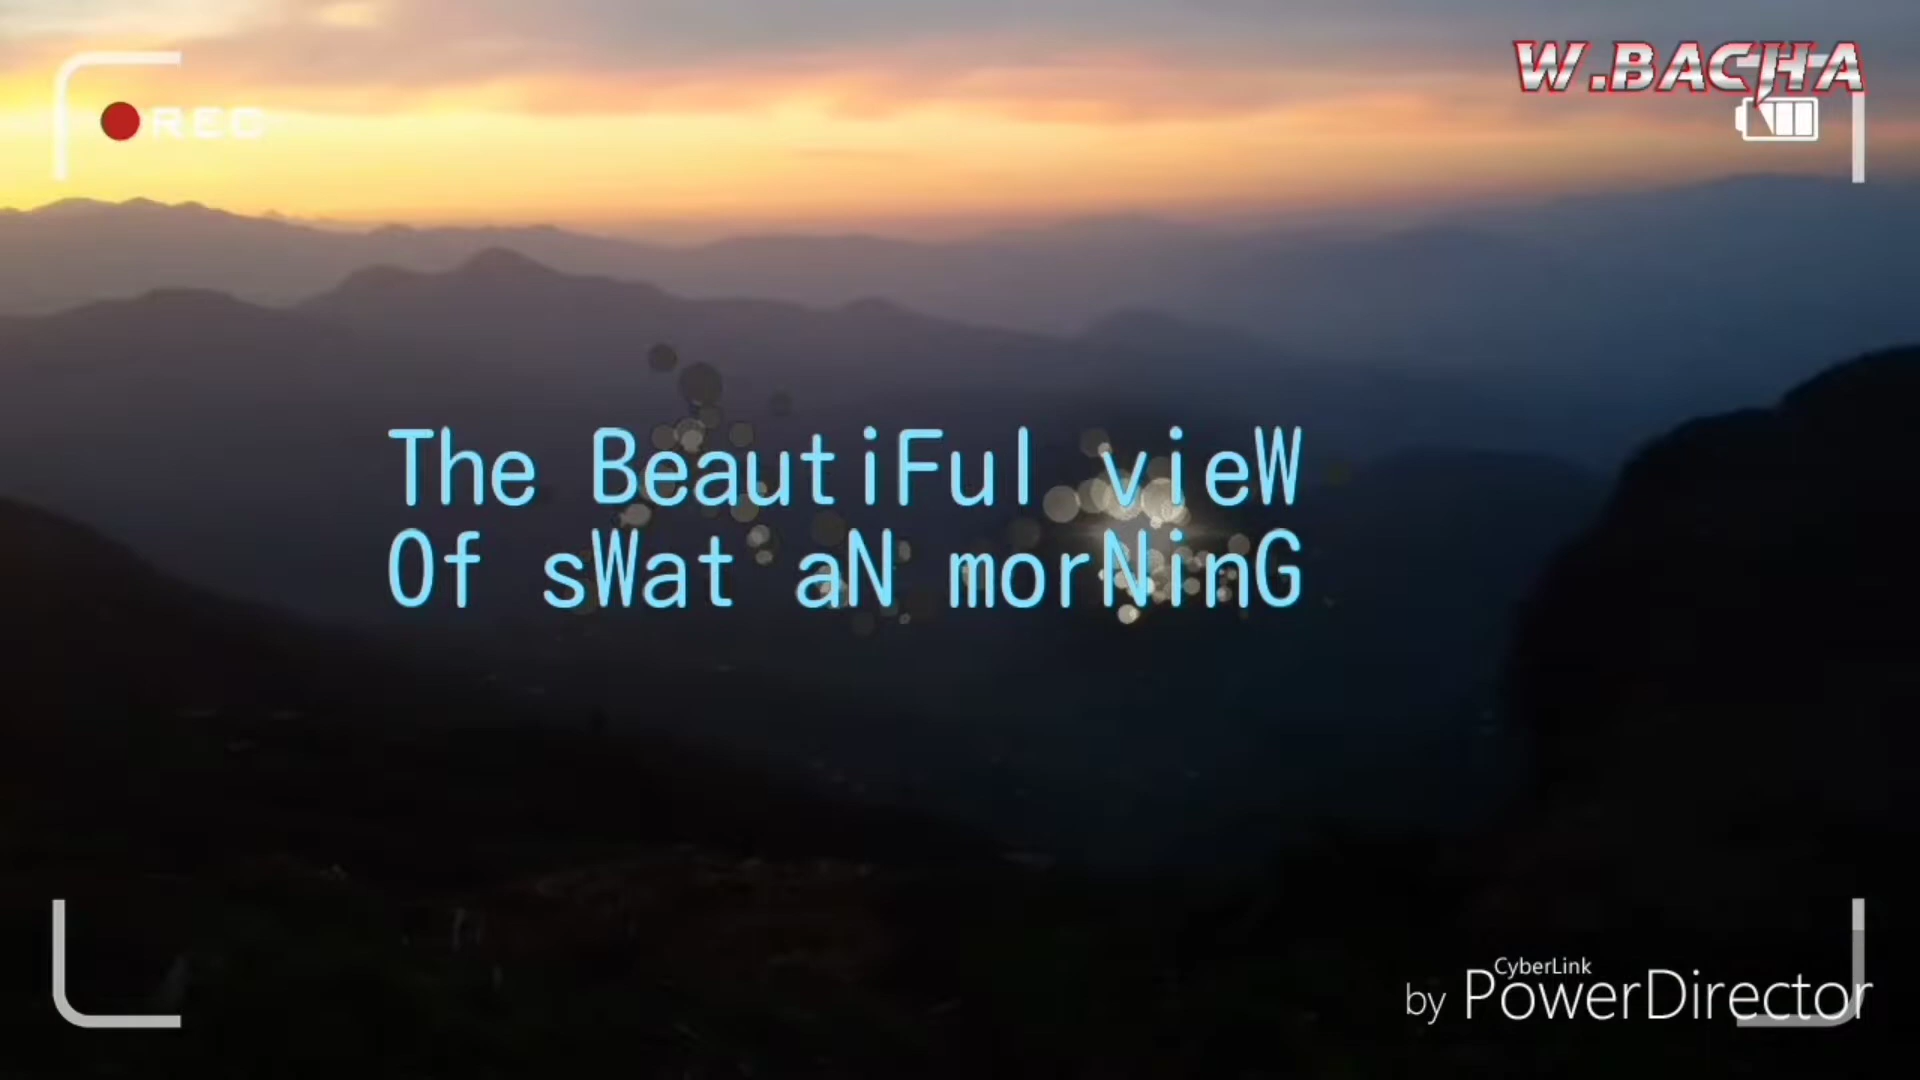 W.BACHA
REC
The BeautiFul vieW
Of sWat aN morNinG
CyberLink
by PowerDirector